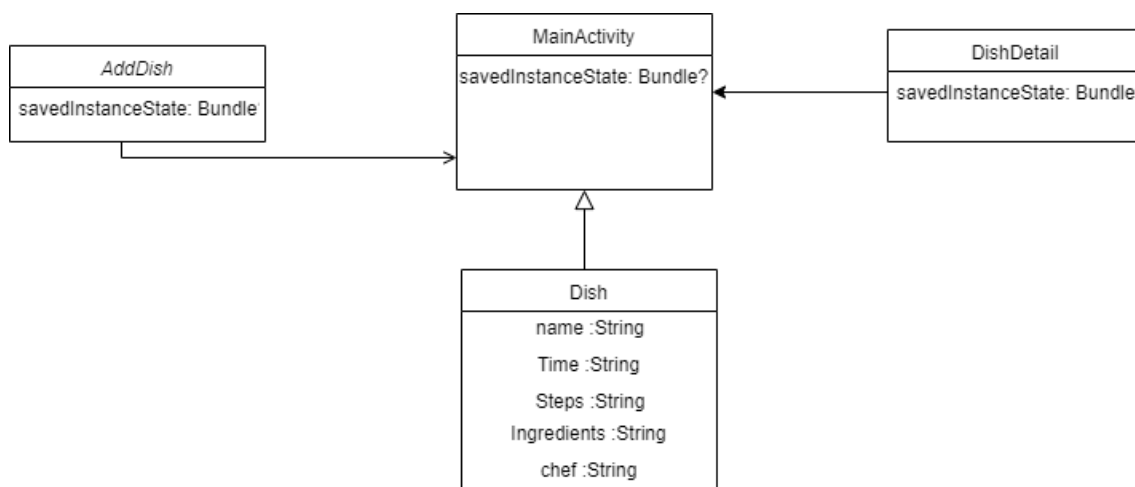 AddDish
savedInstanceState: Bundle
MainActivity
savedInstanceState: Bundle?
DishDetail
savedInstanceState: Bundle
Dish
name :String
Time :String
Steps :String
Ingredients :String
chef :String